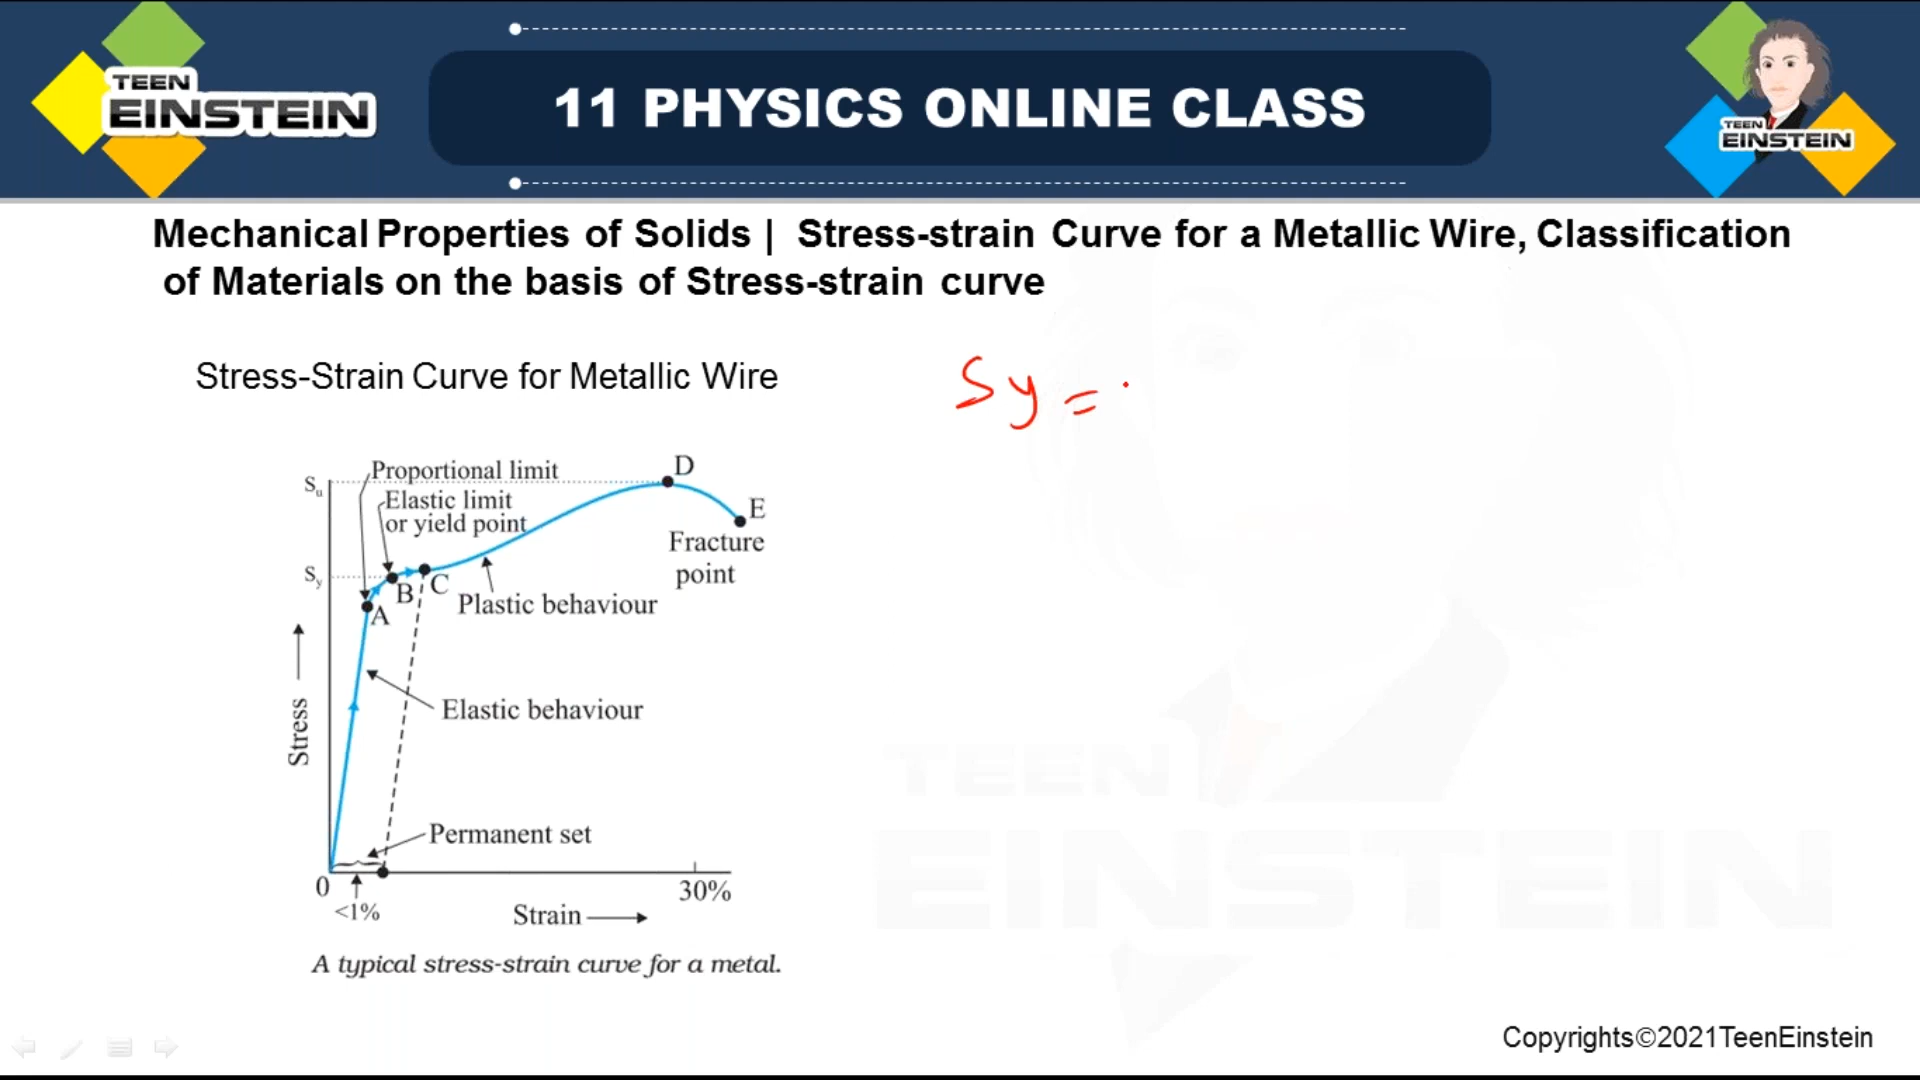 TEEN
EINSTEIN
11 PHYSICS ONLINE CLASS
TEEN
EINSTEIN
Mechanical Properties of Solids | Stress-strain Curve for a Metallic Wire, Classification
of Materials on the basis of Stress-strain curve
Stress-Strain Curve for Metallic Wire
Sy =
Proportional limit
D
Su
Elastic limit
or yield point
E
Fracture
point
Sy
B
C
Plastic behaviour
A
Elastic behaviour
Stress
Permanent set
0
30%
<1%
Strain
A typical stress-strain curve for a metal.
TEEN
EINSTEIN
Copyrights©2021TeenEinstein